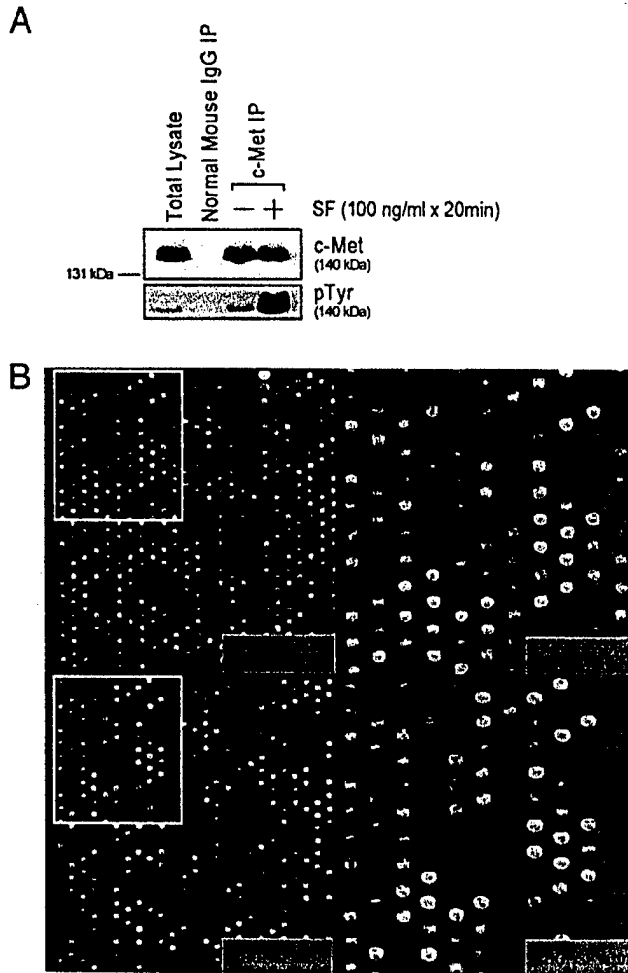 A
Total Lysate
Normal Mouse IgG IP
c-Met IP
− +
SF (100 ng/ml x 20min)
c-Met
(140 kDa)
131 kDa
pTyr
(140 kDa)
B